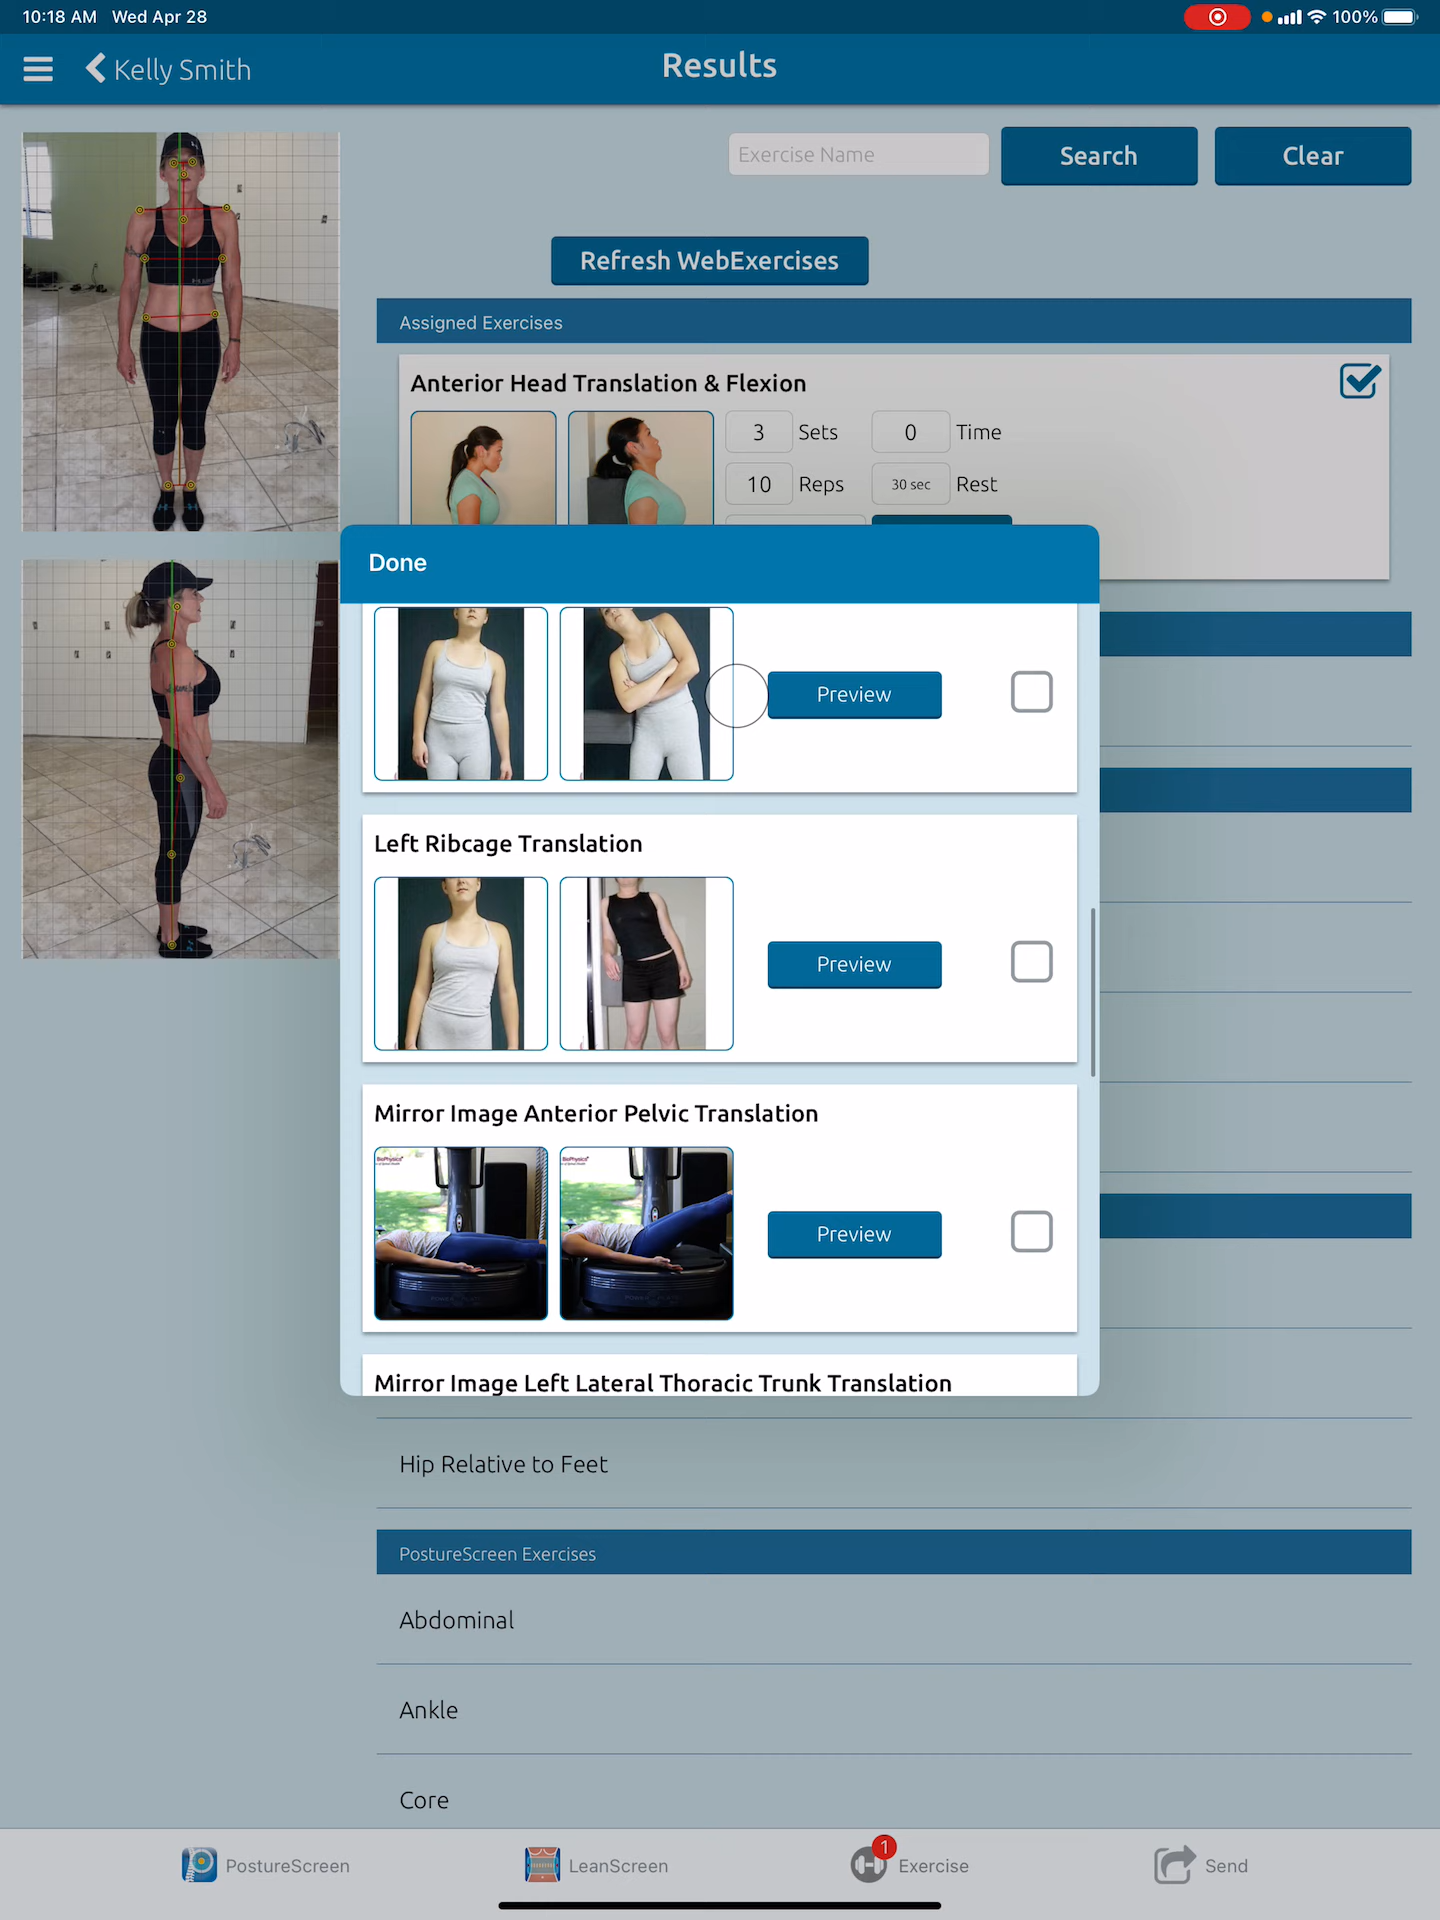 10:18 AM Wed Apr 28
100%
Kelly Smith
Results
Exercise Name
Search
Clear
Refresh WebExercises
Assigned Exercises
Anterior Head Translation & Flexion
3 Sets 0 Time
10 Reps 30 sec Rest
Done
Preview
Left Ribcage Translation
Preview
Mirror Image Anterior Pelvic Translation
BioPhysics®
BioPhysics®
Preview
Mirror Image Left Lateral Thoracic Trunk Translation
Hip Relative to Feet
PostureScreen Exercises
Abdominal
Ankle
Core
PostureScreen
LeanScreen
1
Exercise
Send